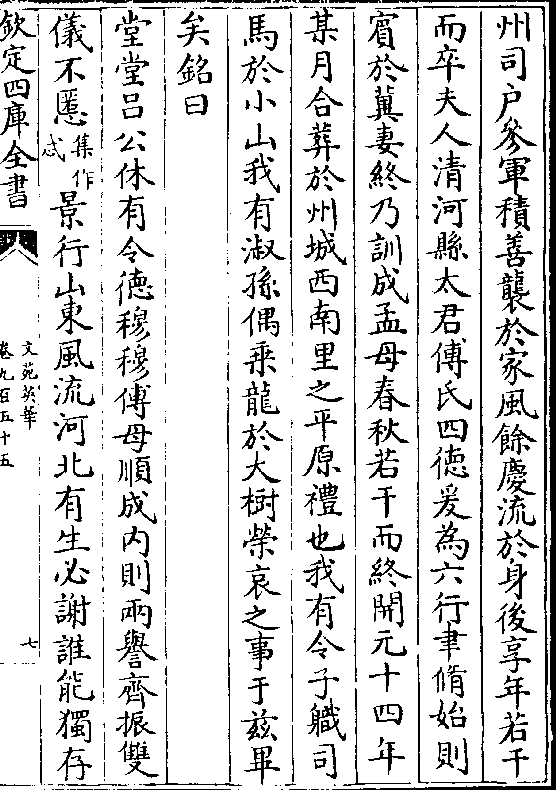 州司户參軍積善襲於家風餘慶流於身後享年若干
而卒夫人清河縣太君傅氏四徳爰為六行聿脩始則
賓於冀妻終乃訓成孟母春秋若干而終開元十四年
某月合葬於州城西南里之平原禮也我有令子職司
馬於小山我有淑孫偶乘龍於大樹榮哀之事于兹畢
矣銘曰
堂堂吕公休有令徳穆穆傅母順成内則兩譽齊振雙
儀不慝集作忒景行山東風流河北有生必謝誰能獨存
欽定四庫全書
文苑英華
卷九百五十五
七